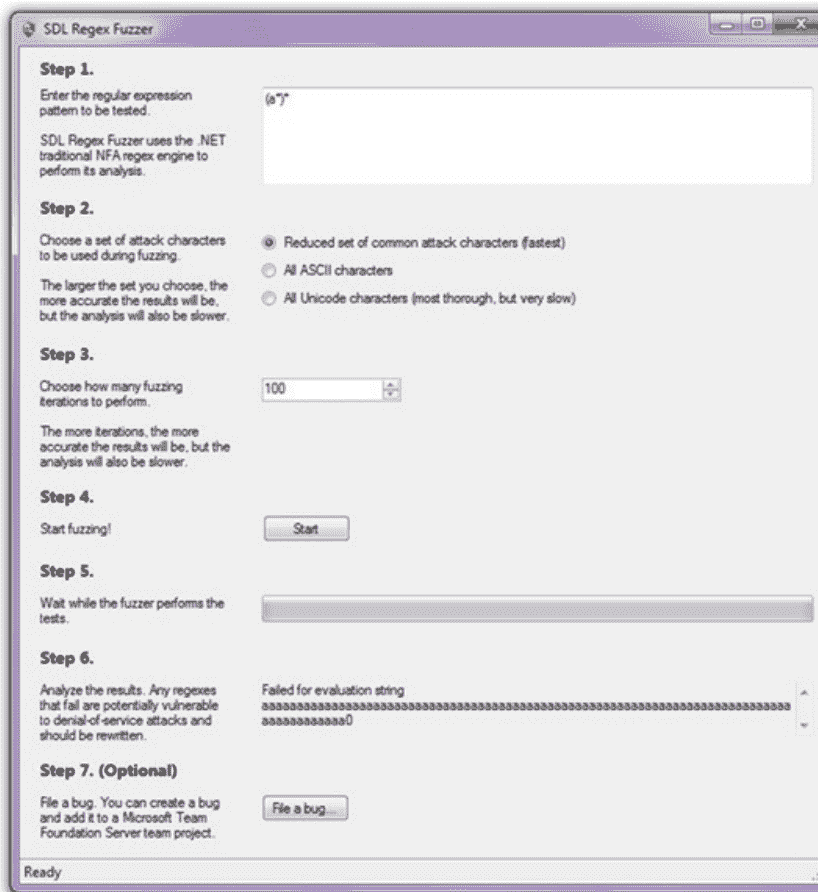 SDL Regex Fuzzer
Step 1.
Enter the regular expression
pattern to be tested.
SDL Regex Fuzzer uses the .NET
traditional NFA regex engine to
perform its analysis.
(a*)*
Step 2.
Choose a set of attack characters
to be used during fuzzing.
The larger the set you choose, the
more accurate the results will be,
but the analysis will also be slower.
Reduced set of common attack characters (fastest)
All ASCII characters
All Unicode characters (most thorough, but very slow)
Step 3.
Choose how many fuzzing
iterations to perform.
The more iterations, the more
accurate the results will be, but the
analysis will also be slower.
100
Step 4.
Start fuzzing!
Start
Step 5.
Wait while the fuzzer performs the
tests.
Step 6.
Analyze the results. Any regexes
that fail are potentially vulnerable
to denial-of-service attacks and
should be rewritten.
Failed for evaluation string
Step 7. (Optional)
File a bug. You can create a bug
and add it to a Microsoft Team
Foundation Server team project.
File a bug...
Ready